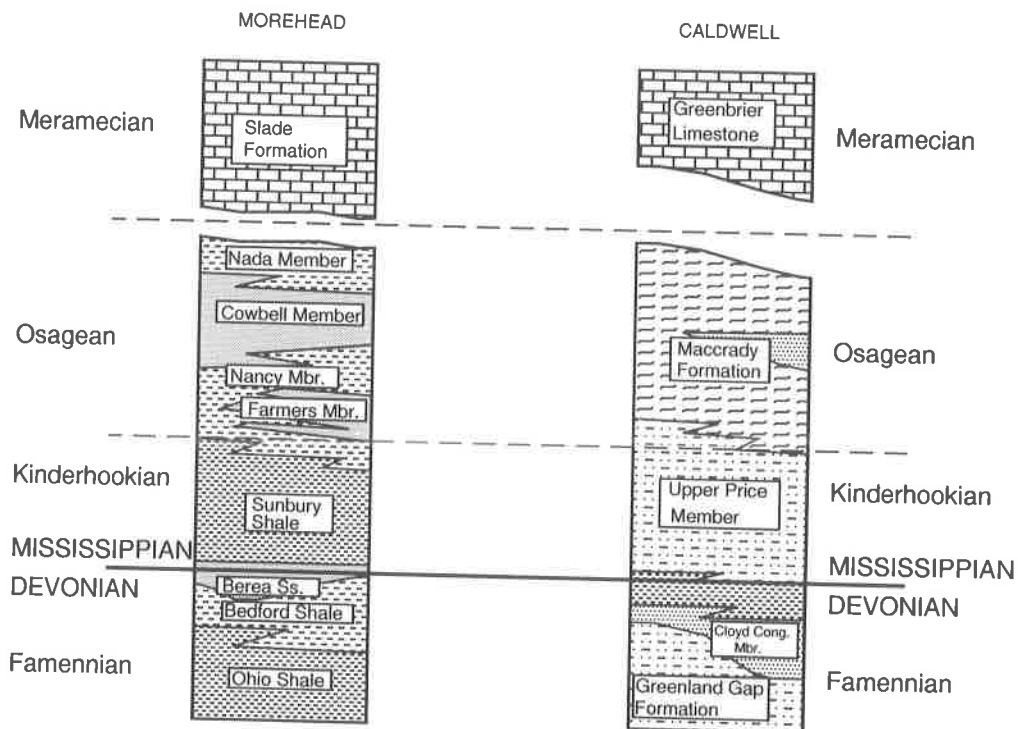 MOREHEAD
CALDWELL
Meramecian
Slade
Formation
Greenbrier
Limestone
Meramecian
Osagean
Nada Member
Cowbell Member
Nancy Mbr.
Farmers Mbr.
Maccrady
Formation
Osagean
Kinderhookian
Sunbury
Shale
Upper Price
Member
Kinderhookian
MISSISSIPPIAN
MISSISSIPPIAN
DEVONIAN
Berea Ss.
Bedford Shale
DEVONIAN
Cloyd Cong.
Mbr.
Famennian
Ohio Shale
Greenland Gap
Formation
Famennian